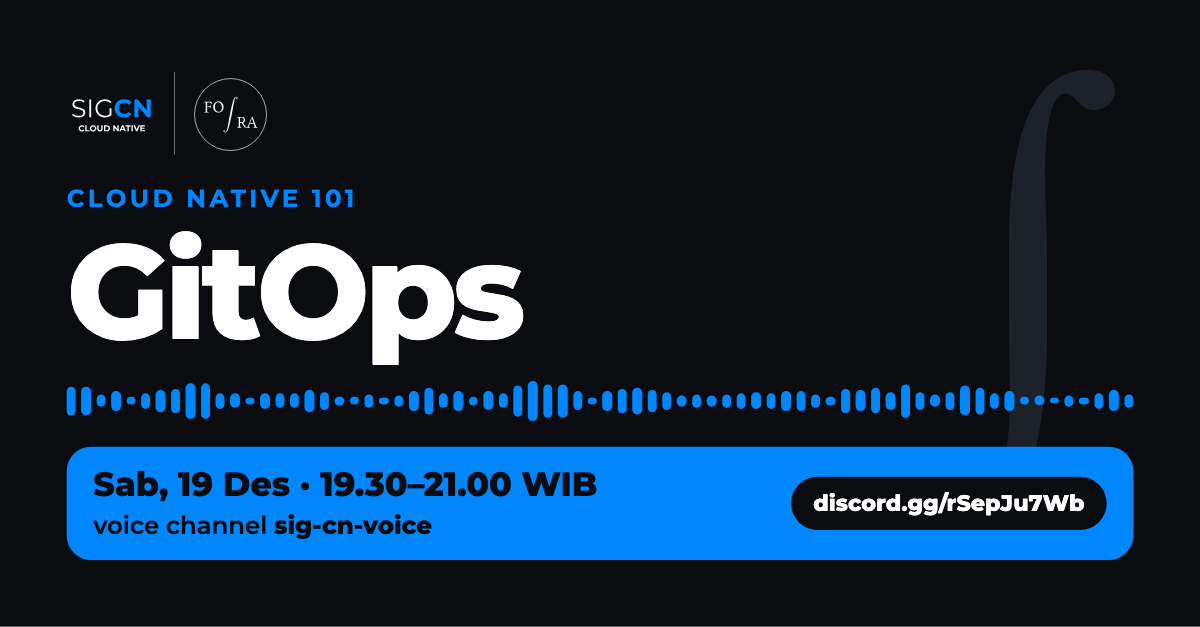 SIGCN
CLOUD NATIVE
FO
RA
CLOUD NATIVE 101
GitOps
Sab, 19 Des • 19.30–21.00 WIB
voice channel sig-cn-voice
discord.gg/rSepJu7Wb